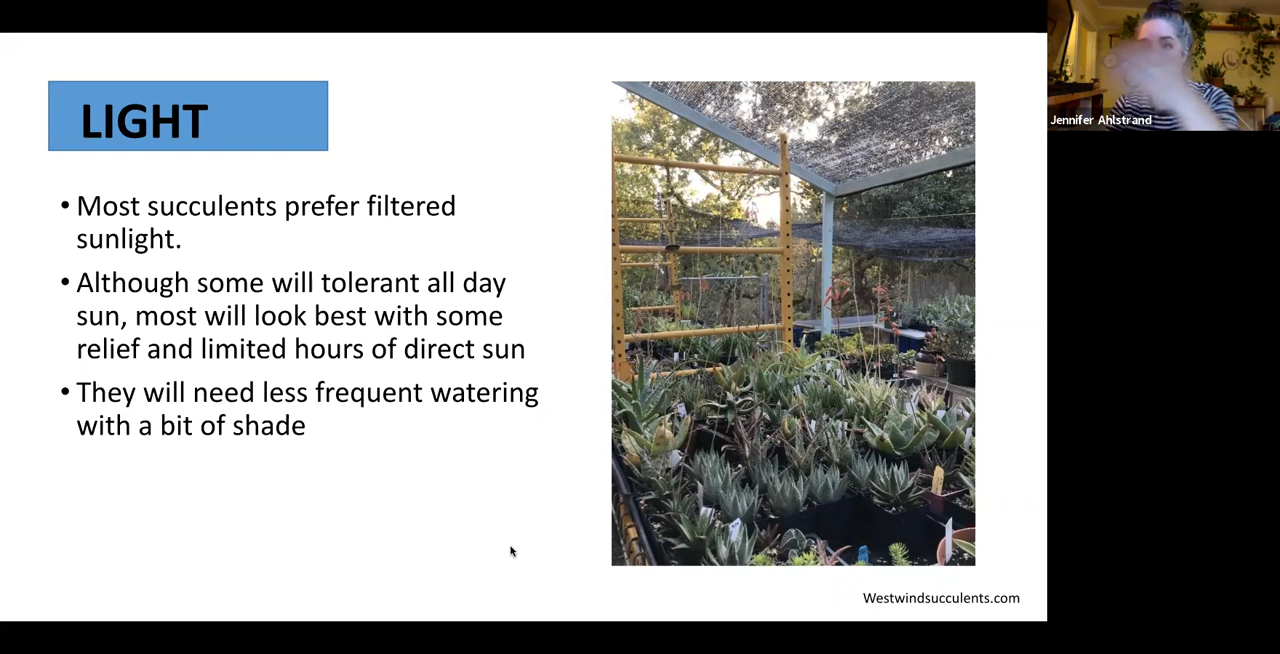 LIGHT
• Most succulents prefer filtered
sunlight.
• Although some will tolerant all day
sun, most will look best with some
relief and limited hours of direct sun
• They will need less frequent watering
with a bit of shade
Westwindsucculents.com
Jennifer Ahlstrand